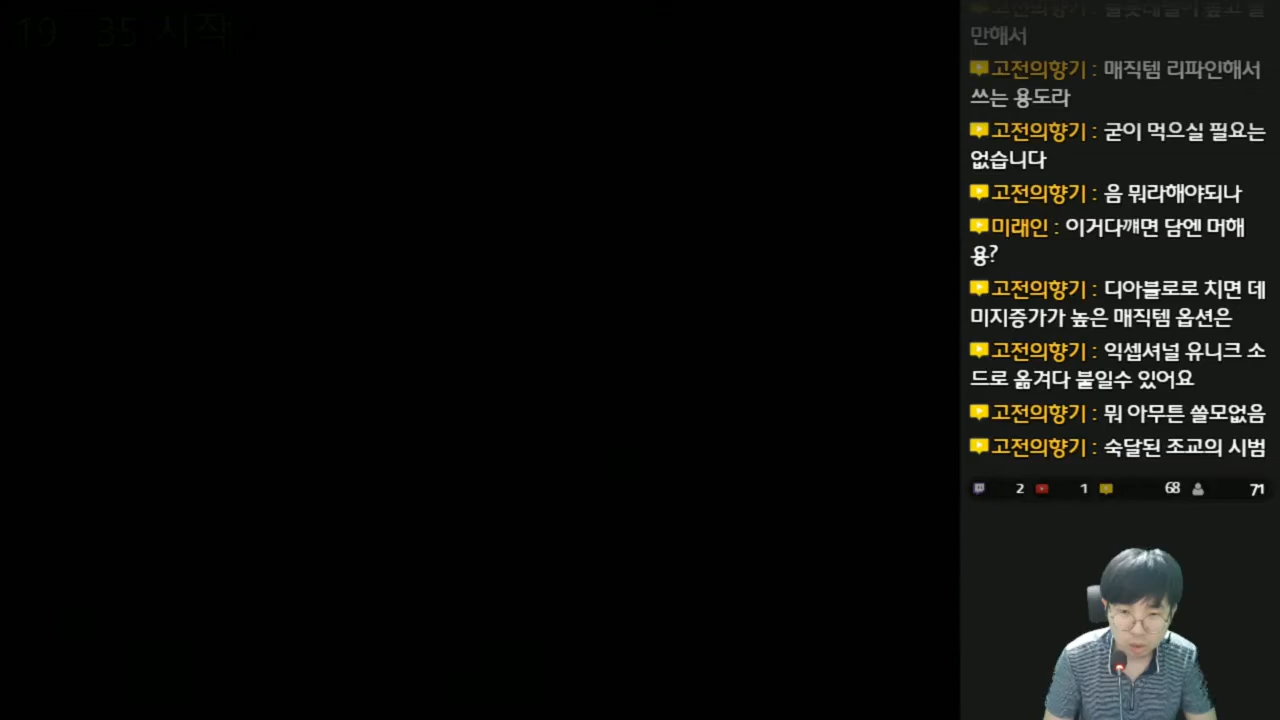 19 35 시작
만해서
고전의향기 : 매직템 리파인해서
쓰는 용도라
고전의향기 : 굳이 먹으실 필요는
없습니다
고전의향기 : 음 뭐라해야되나
미래인 : 이거다꺠면 담엔 머해
용?
고전의향기 : 디아블로로 치면 데
미지증가가 높은 매직템 옵션은
고전의향기 : 익셉셔널 유니크 소
드로 옮겨다 붙일수 있어요
고전의향기 : 뭐 아무튼 쓸모없음
고전의향기 : 숙달된 조교의 시범
2 1 68 71